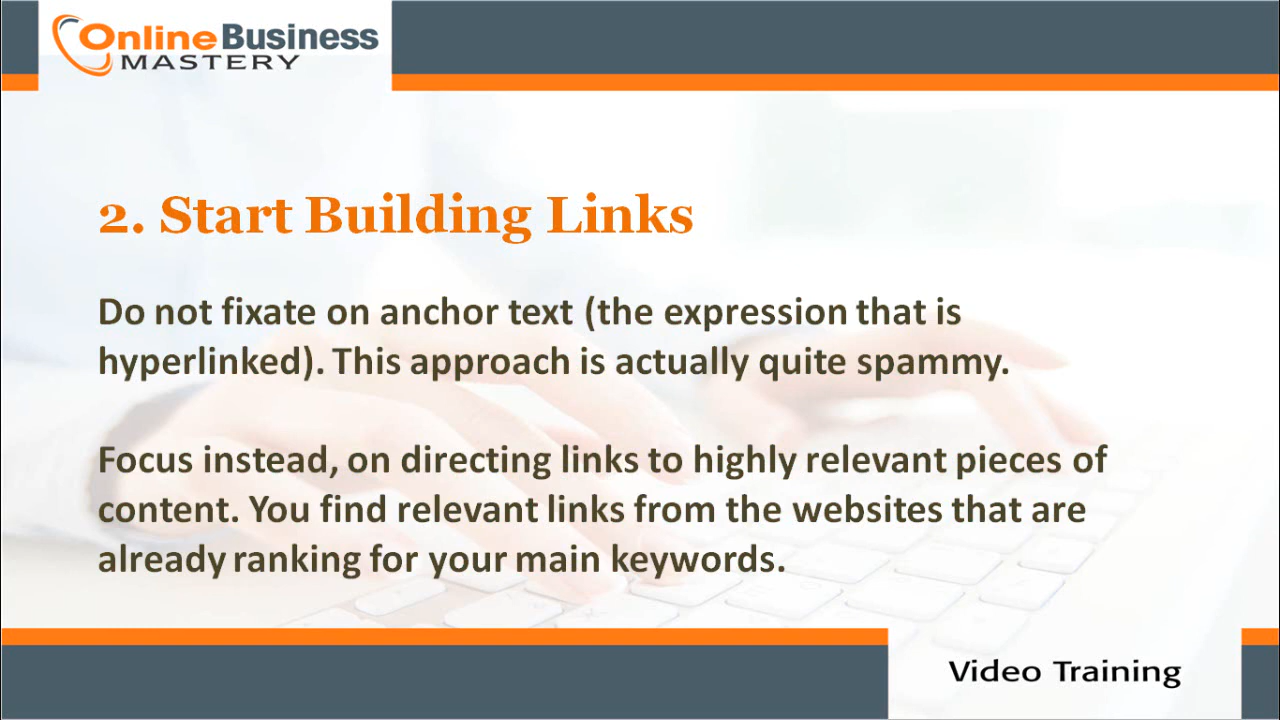 Online Business
MASTERY
2. Start Building Links
Do not fixate on anchor text (the expression that is
hyperlinked). This approach is actually quite spammy.
Focus instead, on directing links to highly relevant pieces of
content. You find relevant links from the websites that are
already ranking for your main keywords.
Video Training